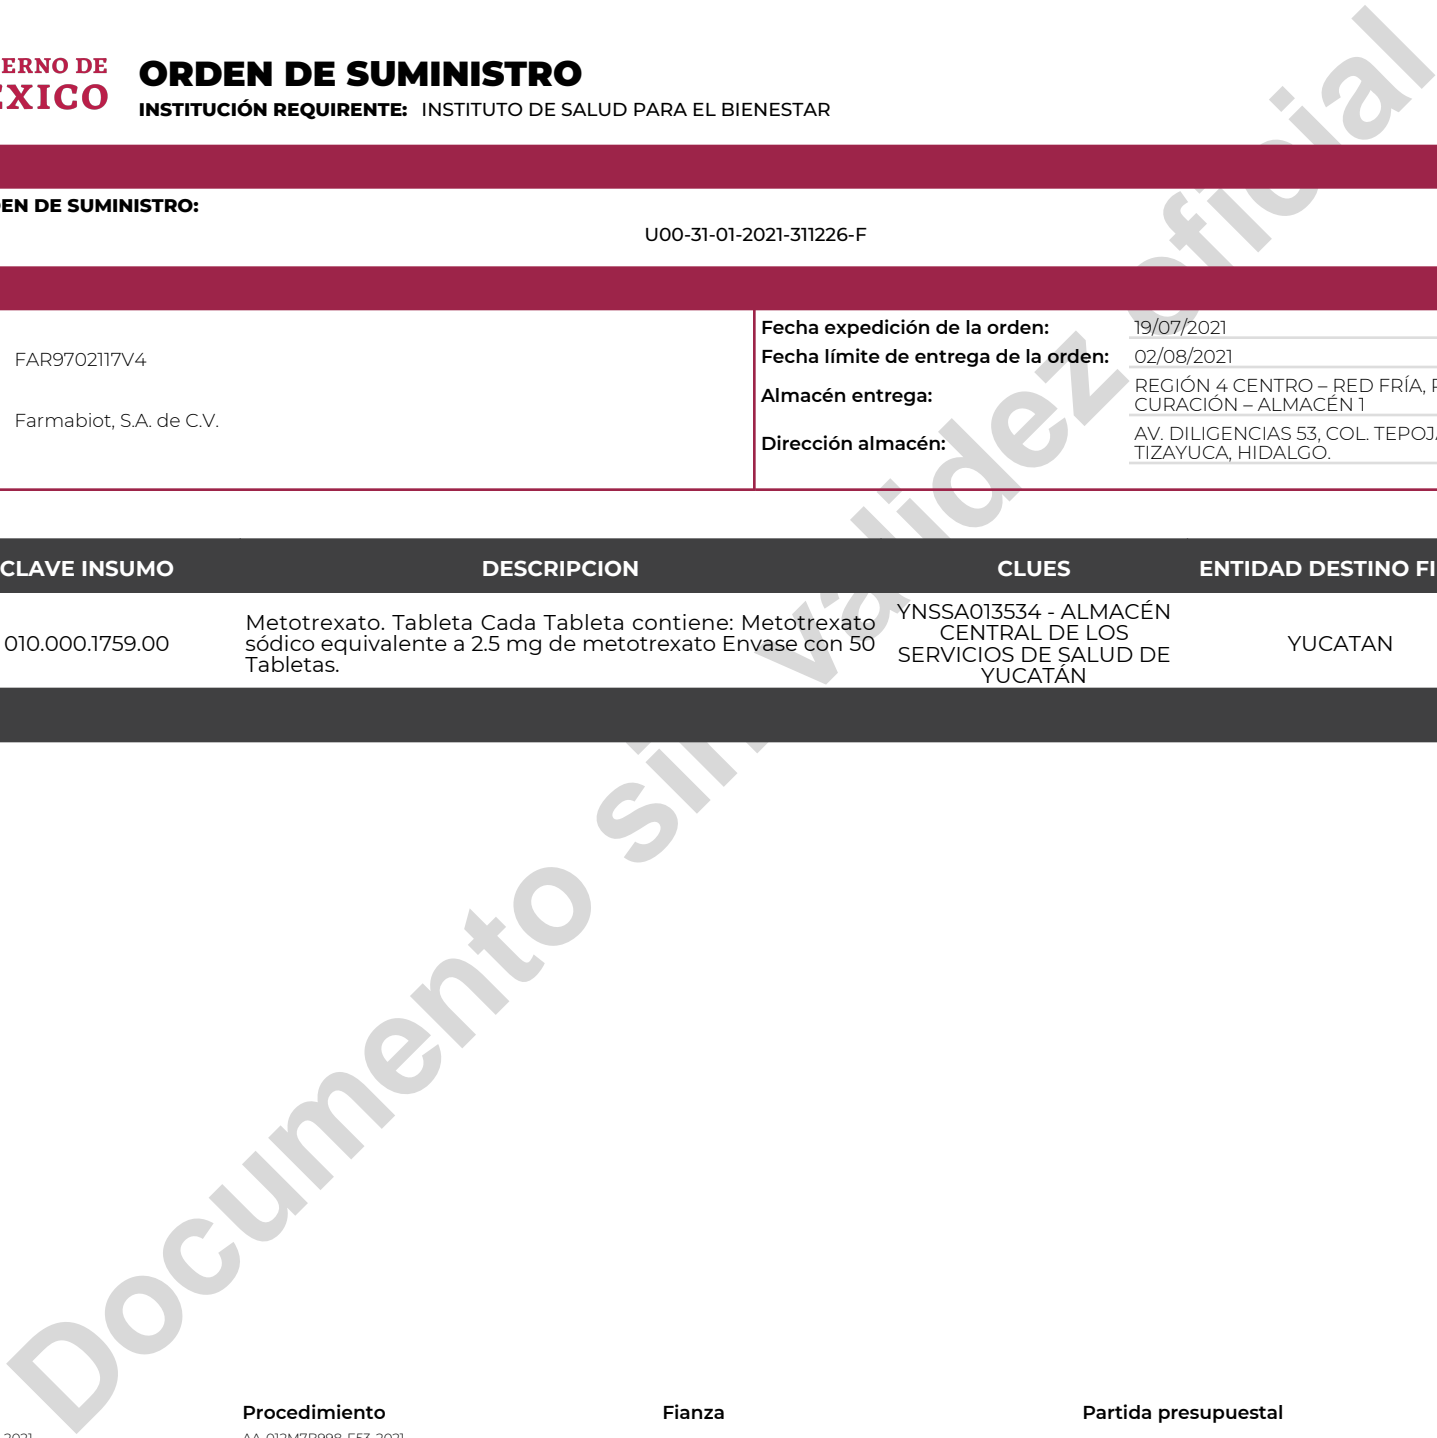 ERNO DE
ORDEN DE SUMINISTRO
EXICO
INSTITUCIÓN REQUIRENTE: INSTITUTO DE SALUD PARA EL BIENESTAR
EN DE SUMINISTRO:
U00-31-01-2021-311226-F
FAR9702117V4
Farmabiot, S.A. de C.V.
Fecha expedición de la orden: 19/07/2021
Fecha límite de entrega de la orden: 02/08/2021
Almacén entrega: REGIÓN 4 CENTRO – RED FRÍA,
CURACIÓN – ALMACÉN 1
Dirección almacén: AV. DILIGENCIAS 53, COL. TEPOJ
TIZAYUCA, HIDALGO.
CLAVE INSUMO DESCRIPCION CLUES ENTIDAD DESTINO FI
010.000.1759.00
Metotrexato. Tableta Cada Tableta contiene: Metotrexato
sódico equivalente a 2.5 mg de metotrexato Envase con 50
Tabletas.
YNSSA013534 - ALMACÉN
CENTRAL DE LOS
SERVICIOS DE SALUD DE
YUCATÁN
YUCATAN
Documento sin validez oficial
Procedimiento Fianza Partida presupuestal